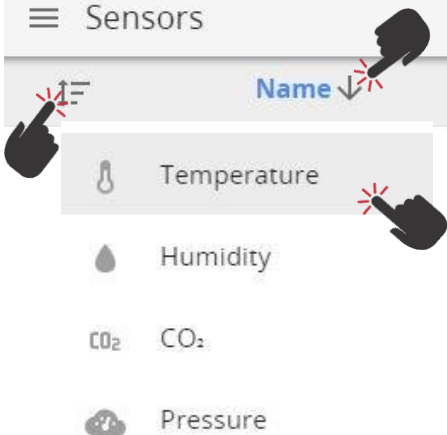 Sensors
Name
Temperature
Humidity
CO2 CO₂
Pressure